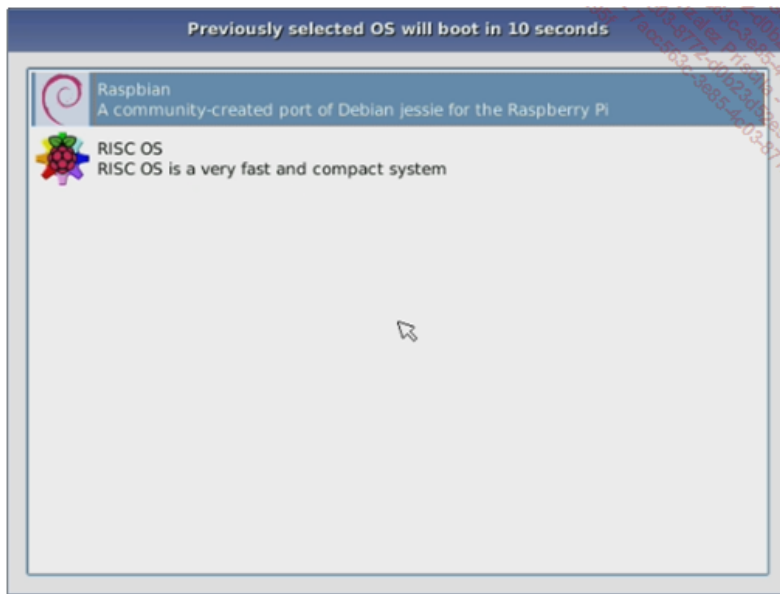 Previously selected OS will boot in 10 seconds
Raspbian
A community-created port of Debian jessie for the Raspberry Pi
RISC OS
RISC OS is a very fast and compact system